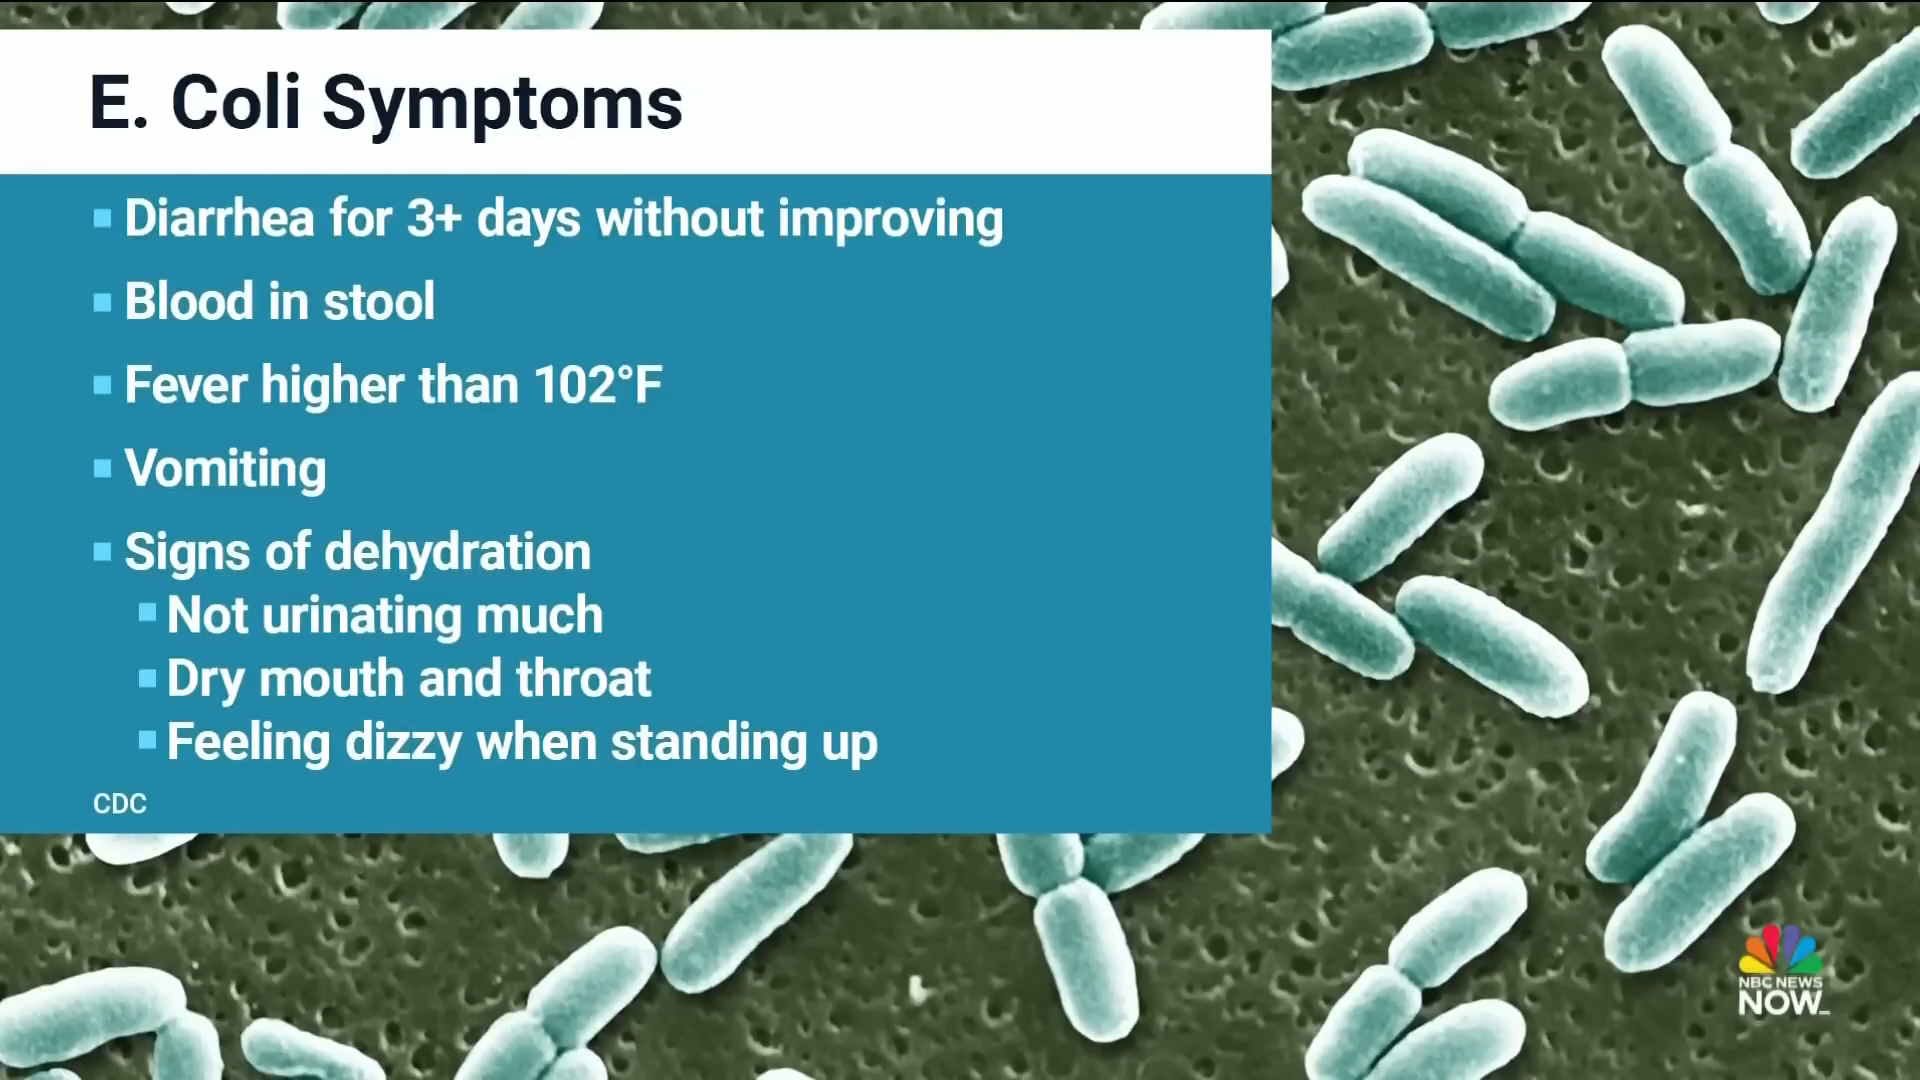 E. Coli Symptoms
Diarrhea for 3+ days without improving
Blood in stool
Fever higher than 102°F
Vomiting
Signs of dehydration
Not urinating much
Dry mouth and throat
Feeling dizzy when standing up
CDC
NBC NEWS
NOW